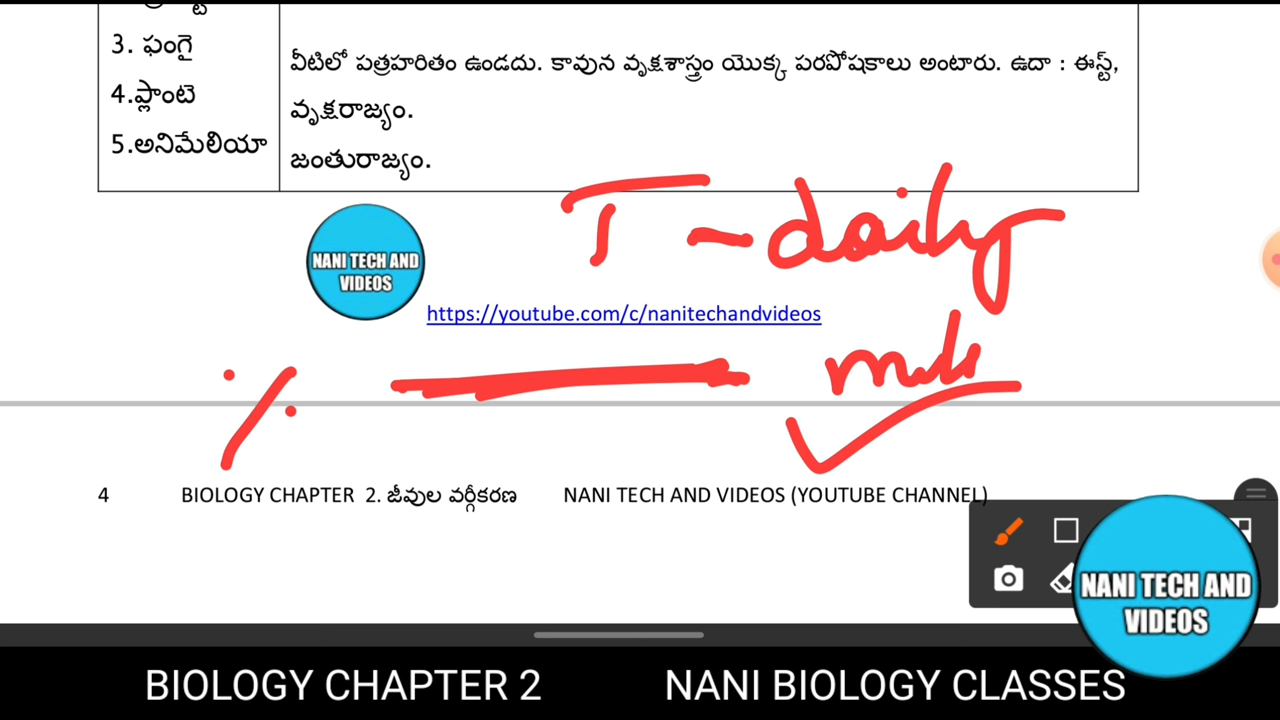 3. ఫంగై
వీటిలో పత్రహరితం ఉండదు. కావున వృక్షశాస్త్రం యొక్క పరపోషకాలు అంటారు. ఉదా : ఈస్ట్,
4.ప్లాంటె
వృక్షరాజ్యం.
5.అనిమేలియా
జంతురాజ్యం.
T - daily
NANI TECH AND
VIDEOS
https://youtube.com/c/nanitechandvideos
4 BIOLOGY CHAPTER 2. జీవుల వర్గీకరణ NANI TECH AND VIDEOS (YOUTUBE CHANNEL)
NANI TECH AND
VIDEOS
BIOLOGY CHAPTER 2 NANI BIOLOGY CLASSES